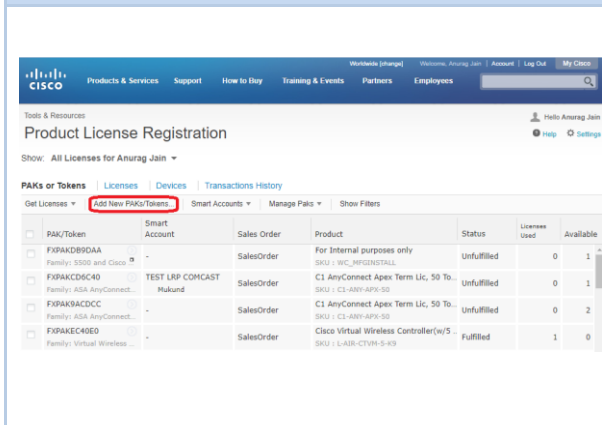 Worldwide [change] Welcome, Anurag Jain | Account | Log Out My Cisco
CISCO Products & Services Support How to Buy Training & Events Partners Employees
Tools & Resources
Hello Anurag Jain
Product License Registration
Help Settings
Show: All Licenses for Anurag Jain
PAKs or Tokens | Licenses | Devices | Transactions History
Get Licenses Add New PAKs/Tokens... Smart Accounts Manage Paks Show Filters
PAK/Token Smart Account Sales Order Product Status Licenses Used Available
FXPAKDB9DAA - SalesOrder For Internal purposes only Unfulfilled 0 1
Family: 5500 and Cisco SKU : WC_MFGINSTALL
FXPAKCD6C40 TEST LRP COMCAST SalesOrder C1 AnyConnect Apex Term Lic, 50 To... Unfulfilled 0 1
Family: ASA AnyConnect... Mukund SKU : C1-ANY-APX-50
FXPAK9ACDCC - SalesOrder C1 AnyConnect Apex Term Lic, 50 To... Unfulfilled 0 2
Family: ASA AnyConnect... SKU : C1-ANY-APX-50
FXPAKEC40E0 - SalesOrder Cisco Virtual Wireless Controller(w/5 .. Fulfilled 1 0
Family: Virtual Wireless ... SKU : L-AIR-CTVM-5-K9